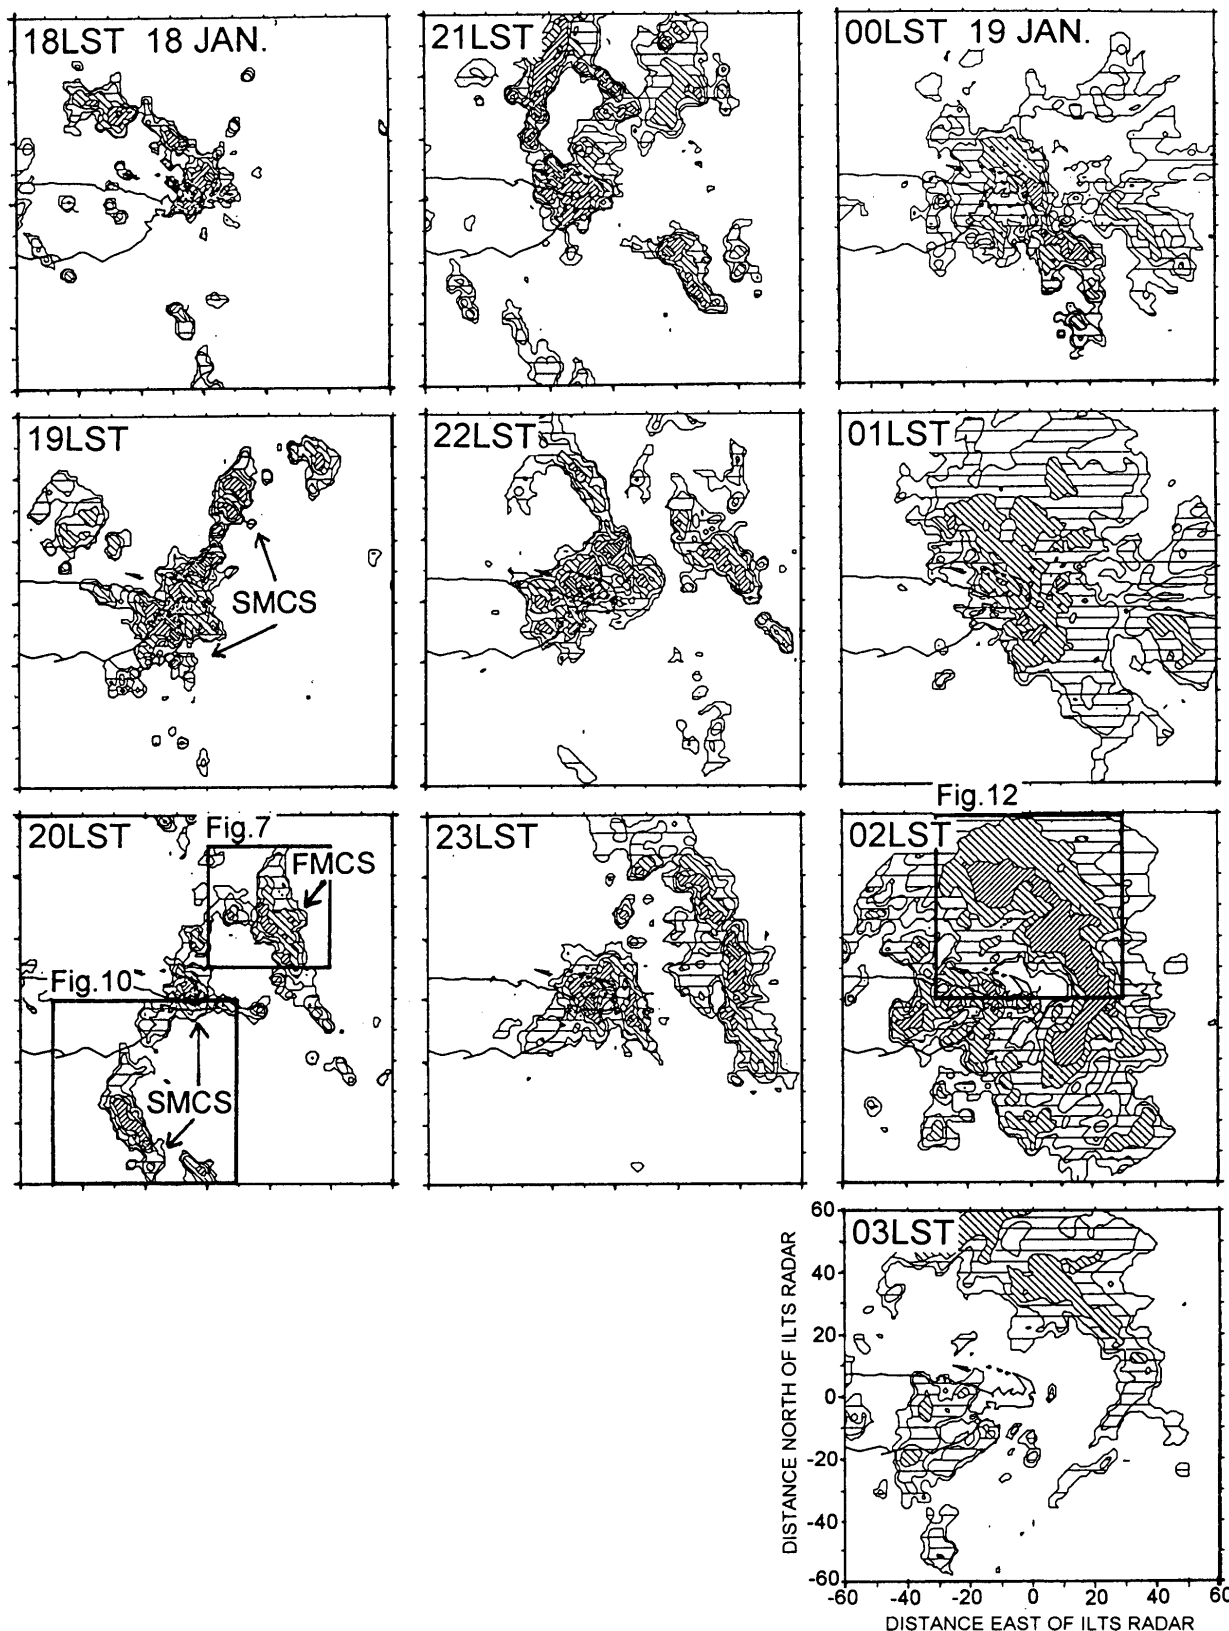 18LST 18 JAN.
21LST
00LST 19 JAN.
19LST
SMCS
22LST
01LST
20LST
Fig.7
FMCS
Fig.10
SMCS
23LST
Fig.12
02LST
03LST
DISTANCE NORTH OF ILTS RADAR
60
40
20
0
-20
-40
-60
-60 -40 -20 0 20 40 60
DISTANCE EAST OF ILTS RADAR